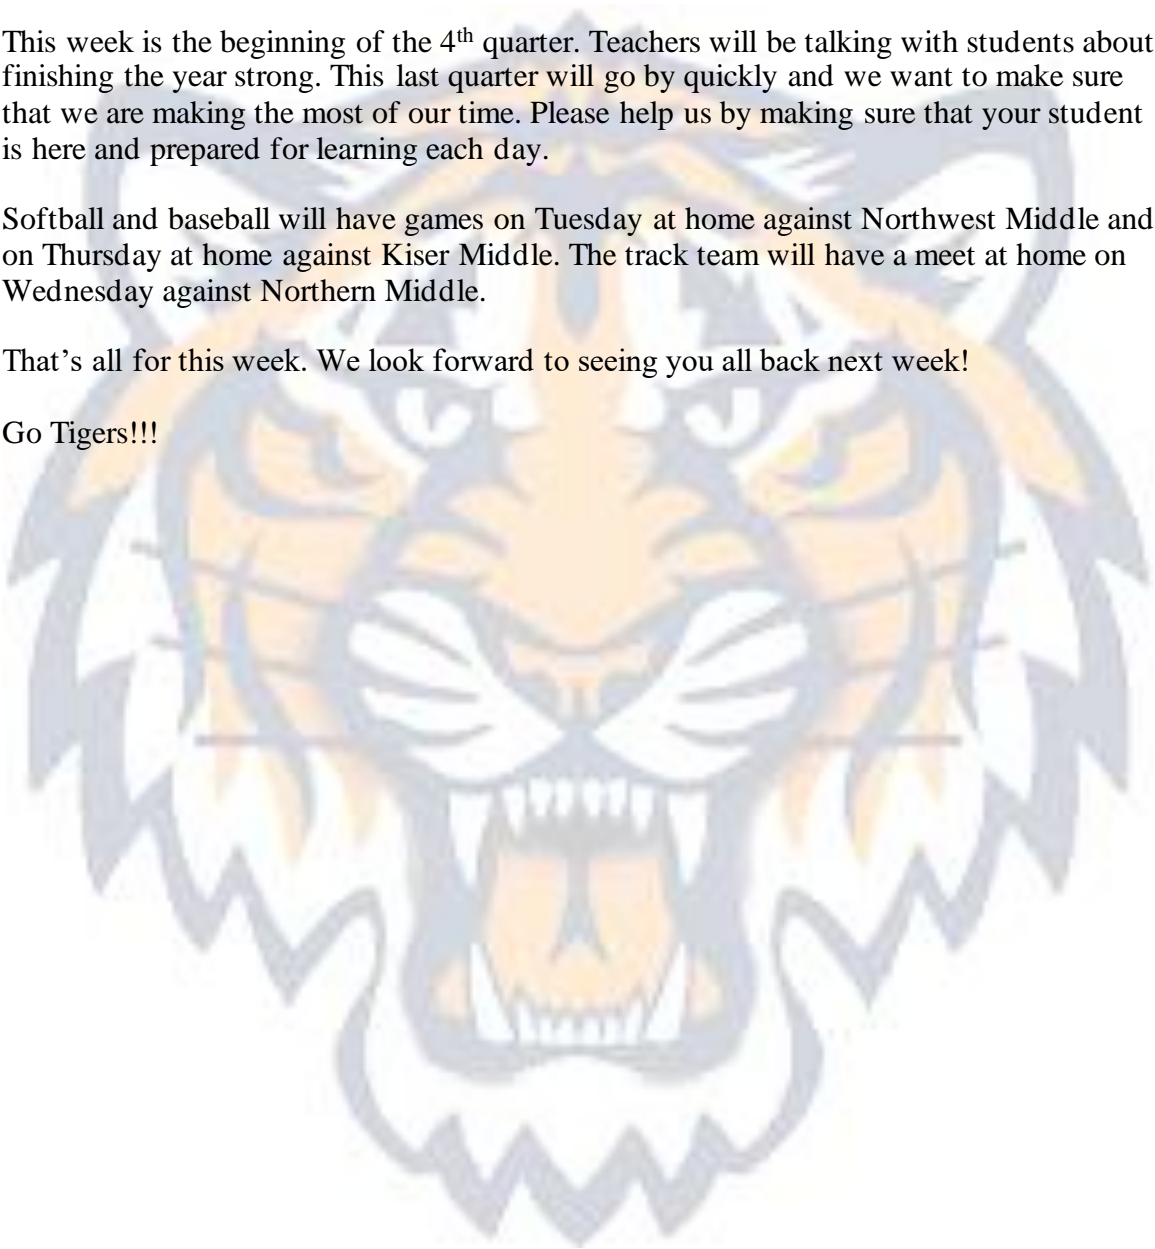 This week is the beginning of the 4th quarter. Teachers will be talking with students about
finishing the year strong. This last quarter will go by quickly and we want to make sure
that we are making the most of our time. Please help us by making sure that your student
is here and prepared for learning each day.
Softball and baseball will have games on Tuesday at home against Northwest Middle and
on Thursday at home against Kiser Middle. The track team will have a meet at home on
Wednesday against Northern Middle.
That’s all for this week. We look forward to seeing you all back next week!
Go Tigers!!!